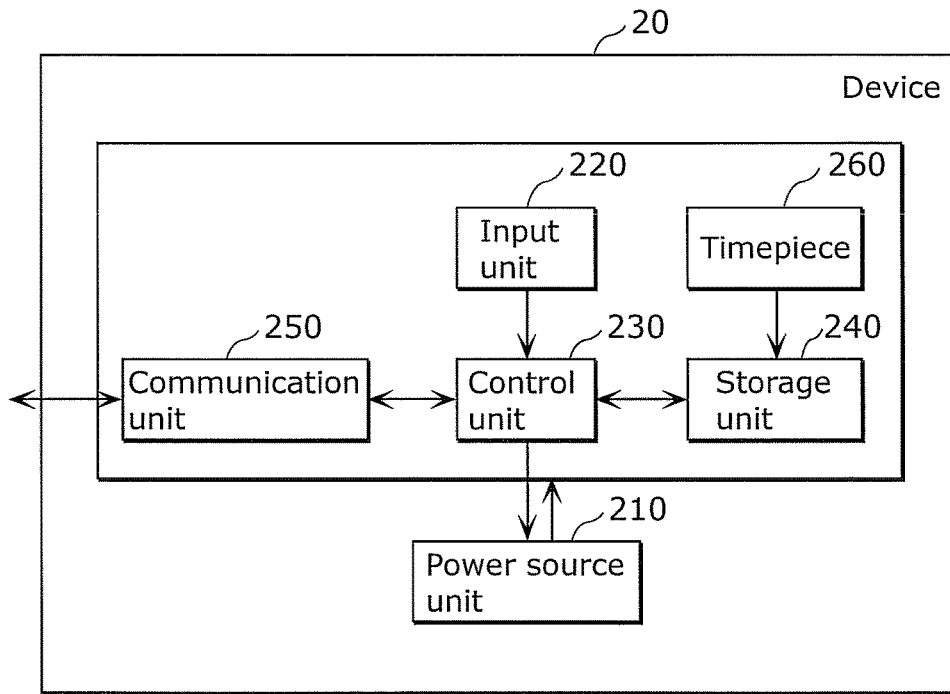 20
Device
220
260
Input
unit
Timepiece
250
230
240
Communication
unit
Control
unit
Storage
unit
210
Power source
unit